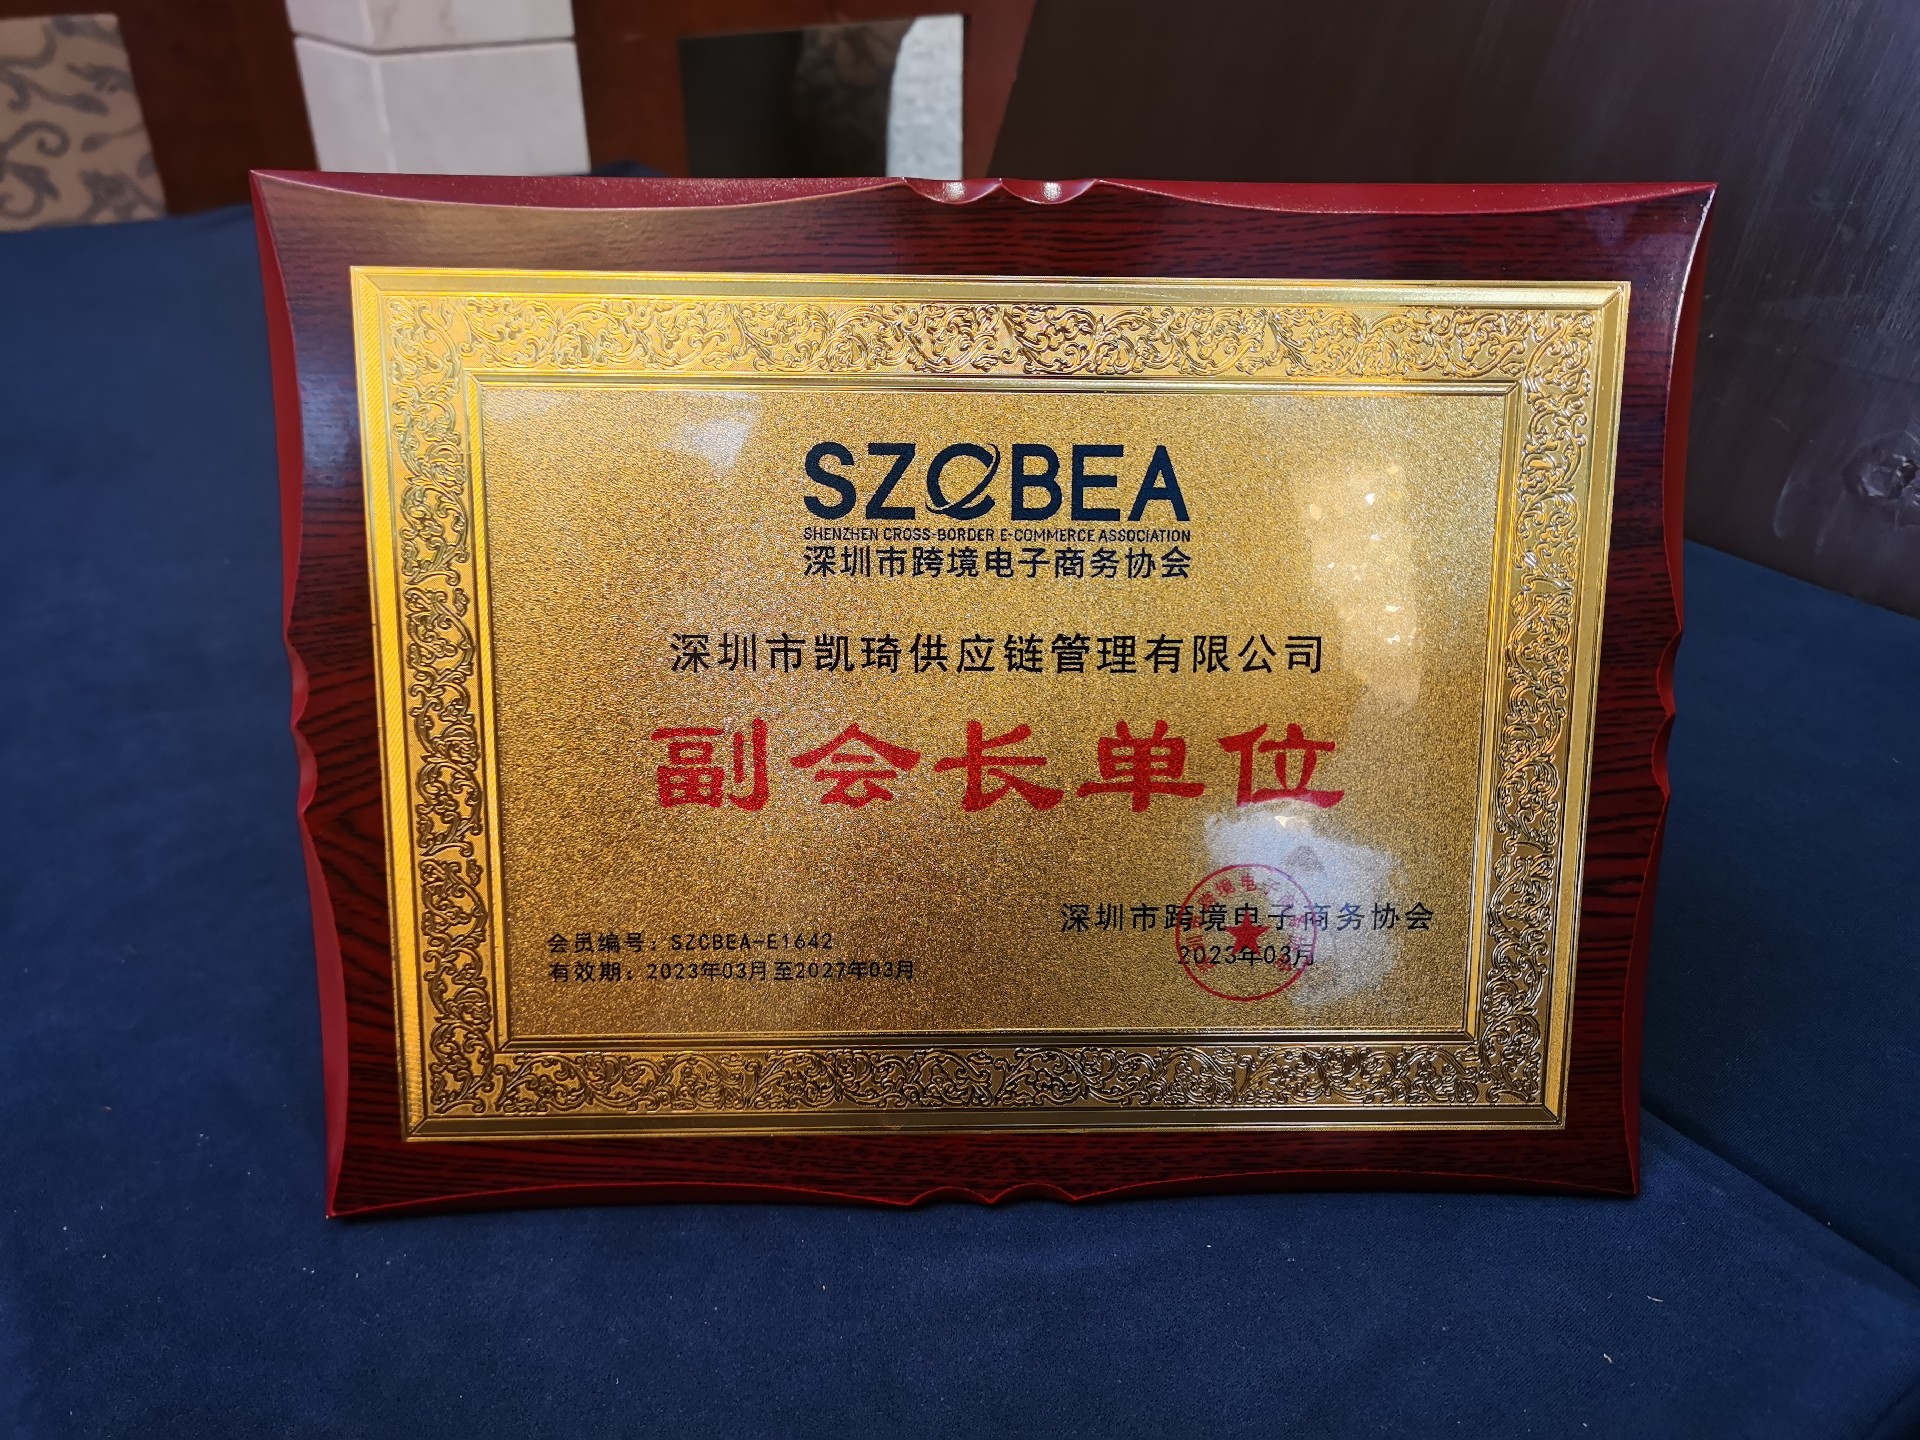 SZCBEA
SHENZHEN CROSS-BORDER E-COMMERCE ASSOCIATION
深圳市跨境电子商务协会
深圳市凯琦供应链管理有限公司
副会长单位
会员编号：SZCBEA-E1642
有效期：2023年03月至2027年03月
深圳市跨境电子商务协会
2023年03月